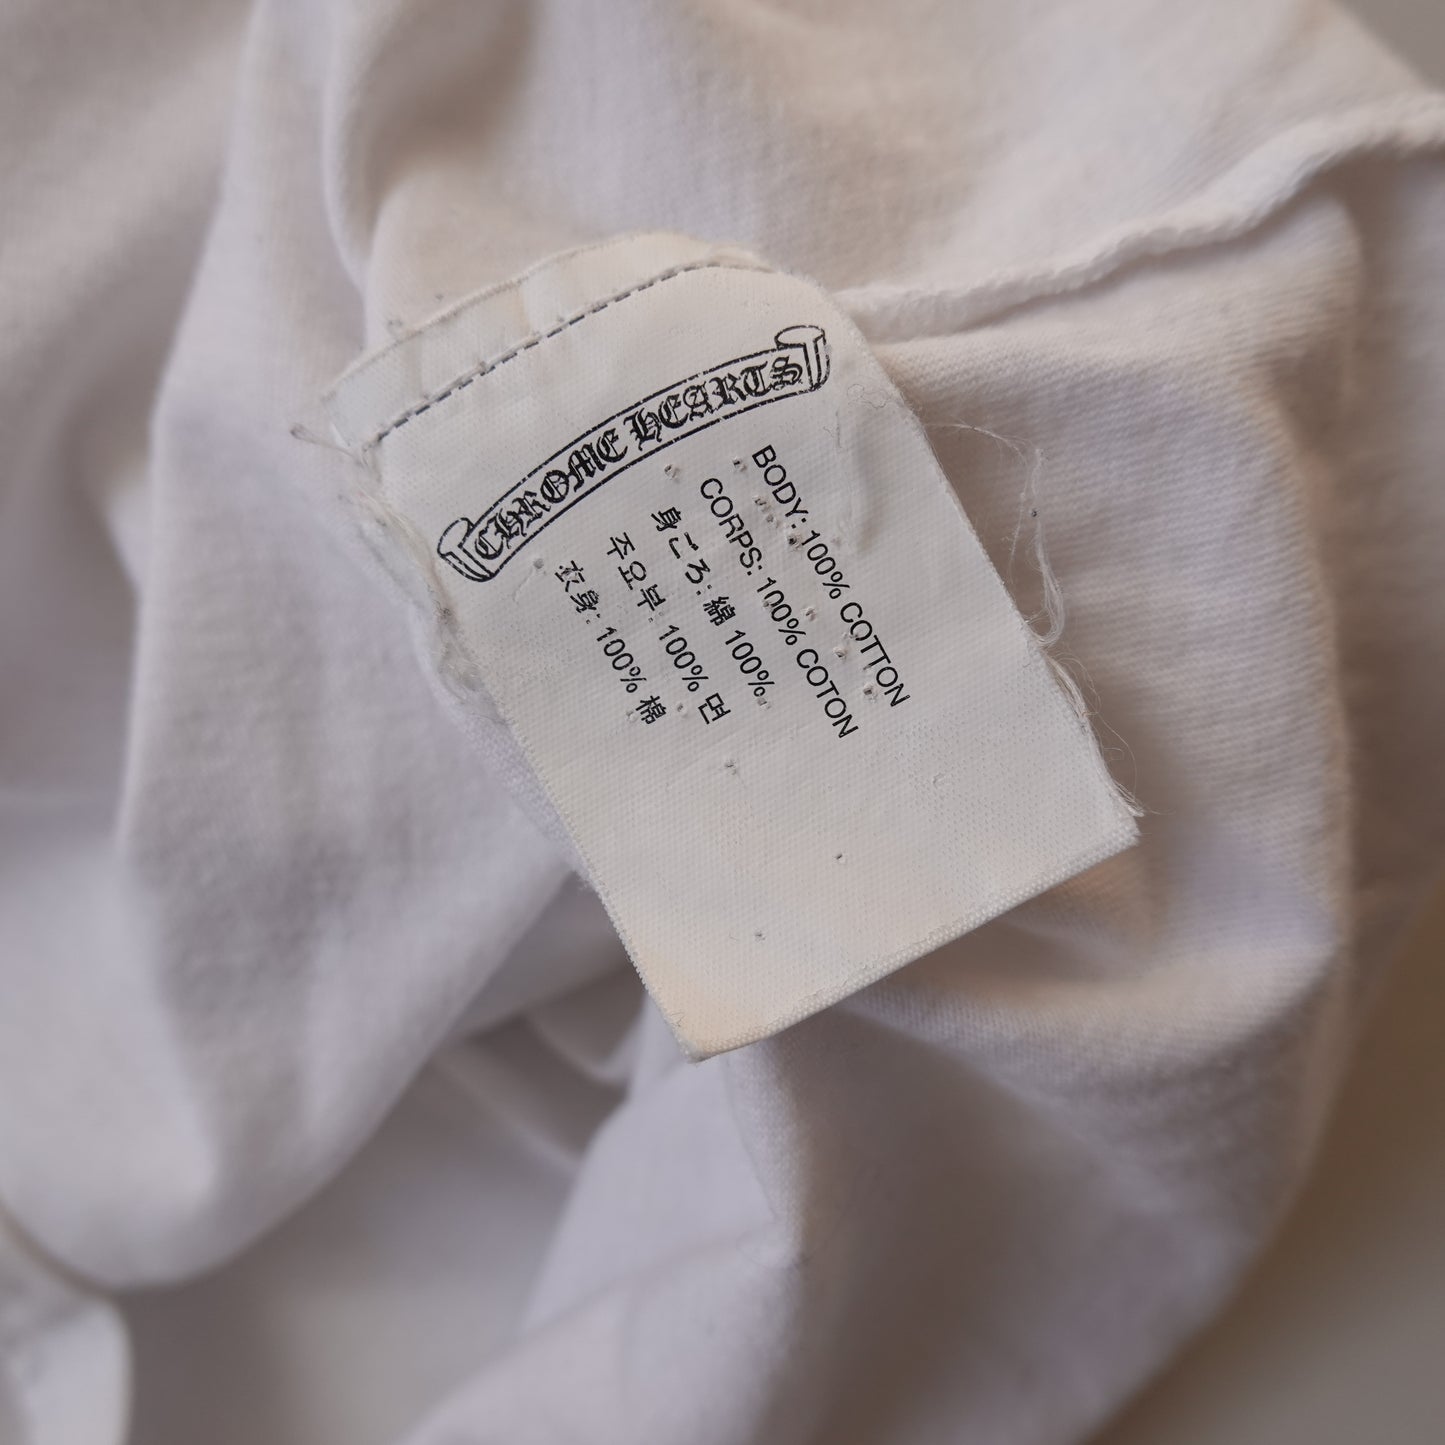 CHROME HEARTS
BODY: 100% COTTON
CORPS: 100% COTON
身ごろ: 綿 100%
주요부: 100% 면
衣身: 100% 棉